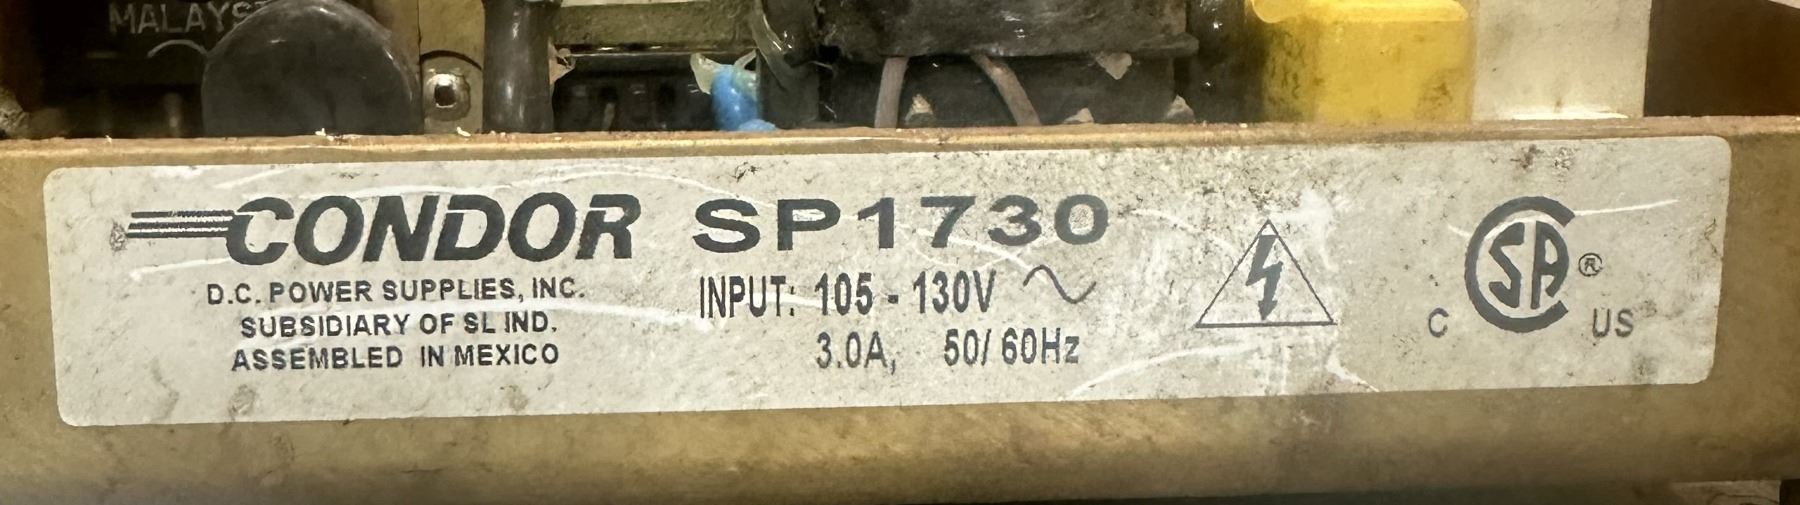 MALAYS
CONDOR SP1730
D.C. POWER SUPPLIES, INC.
SUBSIDIARY OF SL IND.
ASSEMBLED IN MEXICO
INPUT: 105 - 130V ~
3.0A, 50/60Hz
C SA ® US